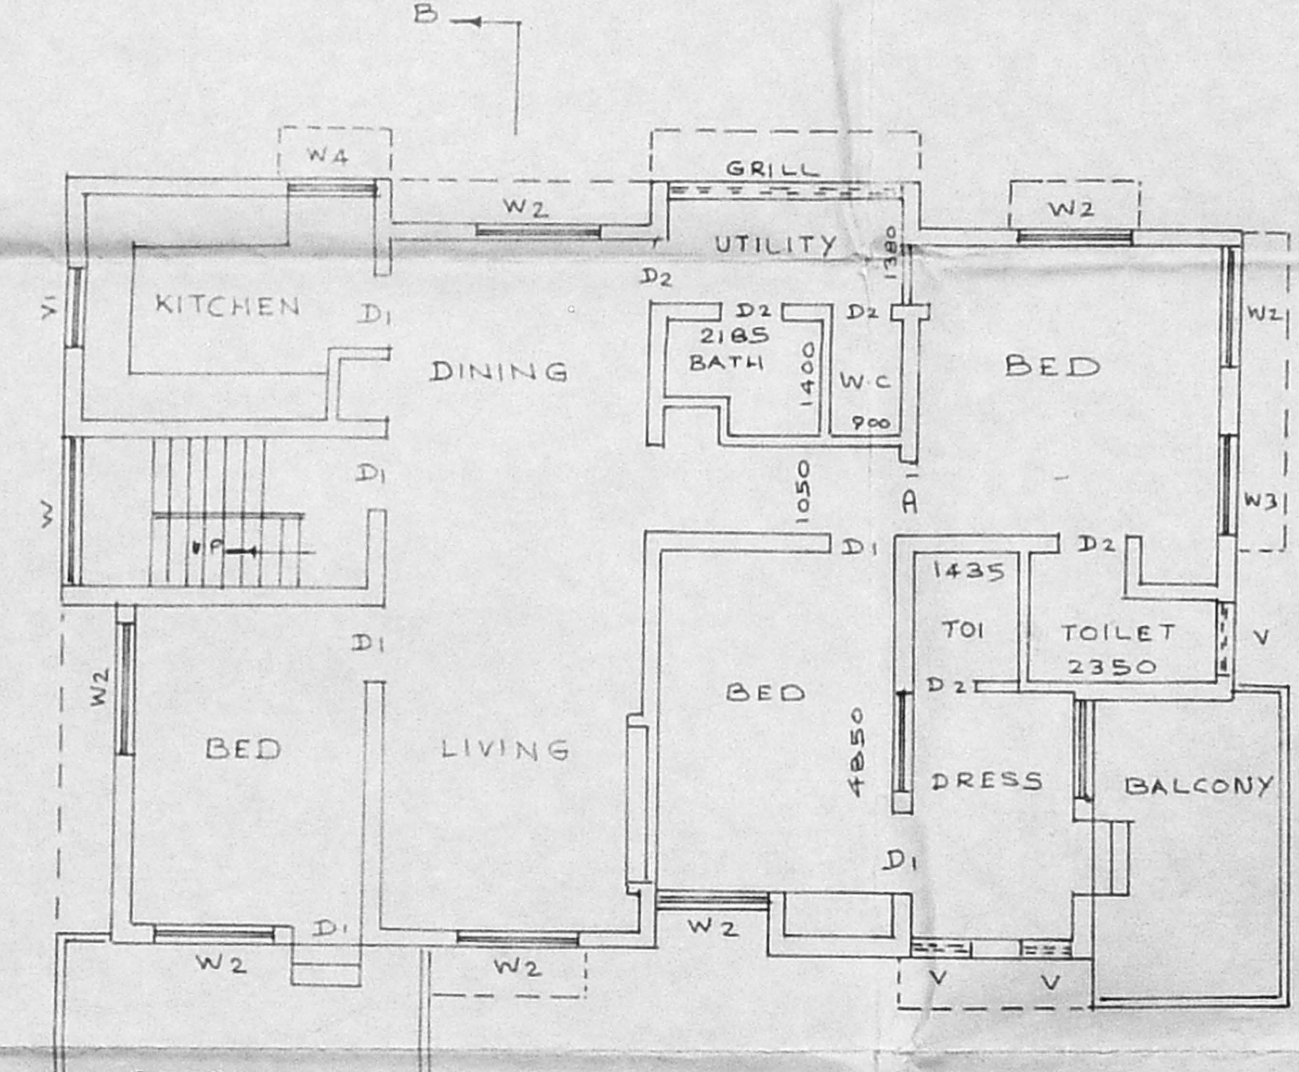 B
W4
GRILL
W2
W2
UTILITY
1380
D2
V1
KITCHEN
D1
D2
D2
W2
2185
BATH
1400
DINING
W.C
BED
900
D1
1050
A
W3
W
UP
D1
D2
1435
TOI
TOILET
V
2350
D1
W2
D2
BED
BED
LIVING
4850
DRESS
BALCONY
D1
D1
W2
W2
W2
V
V